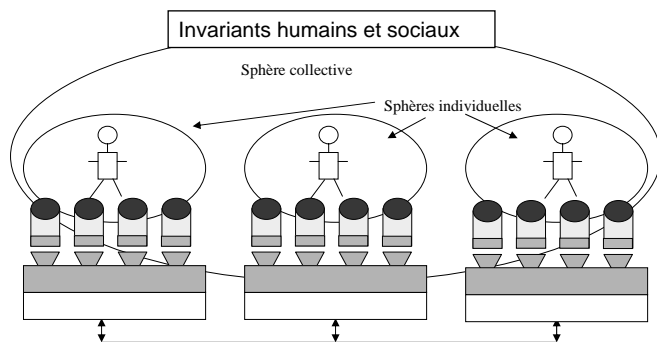 Invariants humains et sociaux
Sphère collective
Sphères individuelles